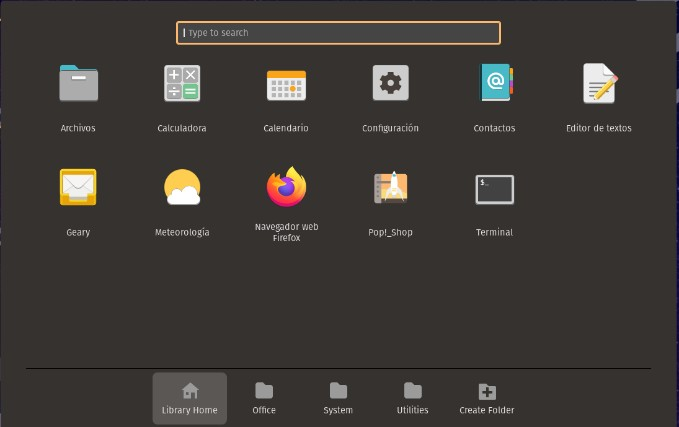 Type to search
Archivos
Calculadora
Calendario
Configuración
Contactos
Editor de textos
@
$_
Geary
Meteorología
Navegador web
Firefox
Pop!_Shop
Terminal
Library Home
Office
System
Utilities
Create Folder